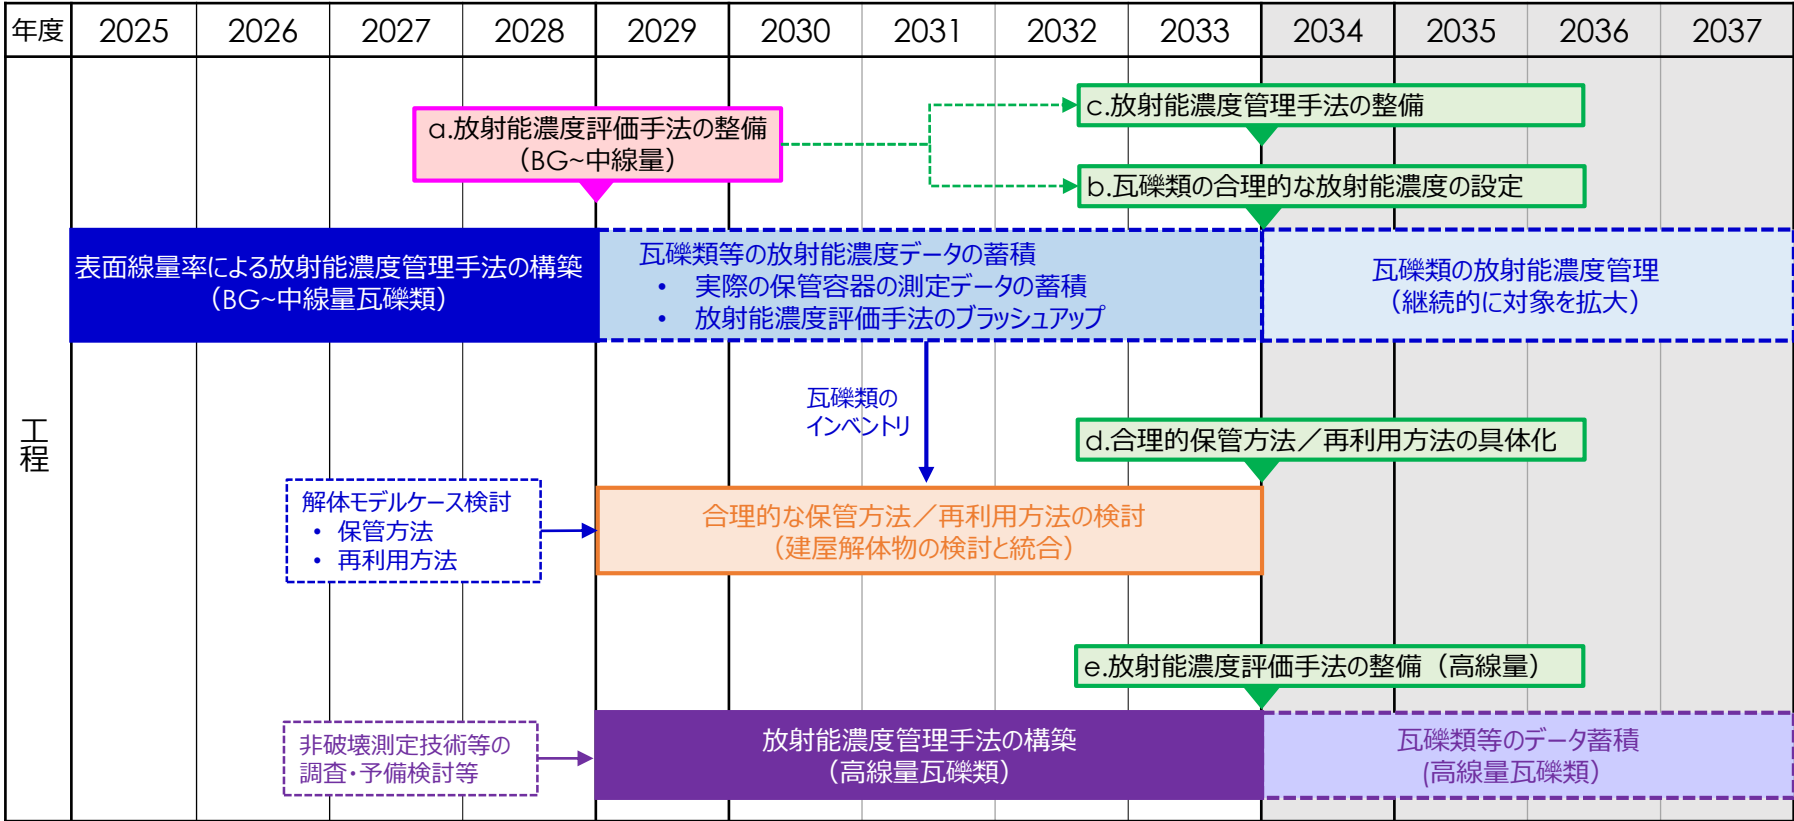 年度 2025 2026 2027 2028 2029 2030 2031 2032 2033 2034 2035 2036 2037
工程
a.放射能濃度評価手法の整備
（BG~中線量）
c.放射能濃度管理手法の整備
b.瓦礫類の合理的な放射能濃度の設定
表面線量率による放射能濃度管理手法の構築
（BG~中線量瓦礫類）
瓦礫類等の放射能濃度データの蓄積
• 実際の保管容器の測定データの蓄積
• 放射能濃度評価手法のブラッシュアップ
瓦礫類の放射能濃度管理
（継続的に対象を拡大）
瓦礫類の
インベントリ
d.合理的保管方法／再利用方法の具体化
解体モデルケース検討
• 保管方法
• 再利用方法
合理的な保管方法／再利用方法の検討
（建屋解体物の検討と統合）
e.放射能濃度評価手法の整備（高線量）
非破壊測定技術等の
調査・予備検討等
放射能濃度管理手法の構築
（高線量瓦礫類）
瓦礫類等のデータ蓄積
(高線量瓦礫類）